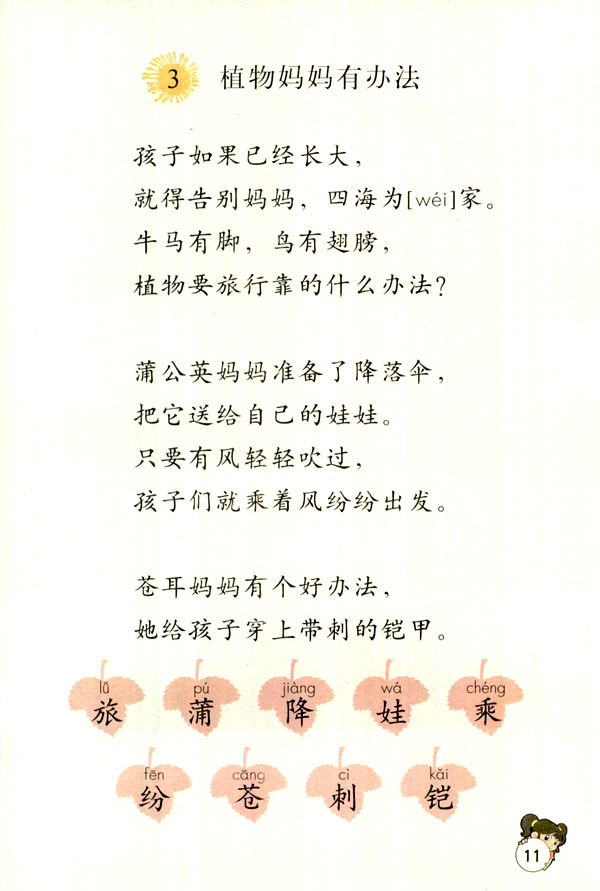 3 植物妈妈有办法
孩子如果已经长大，
就得告别妈妈，四海为[wéi]家。
牛马有脚，鸟有翅膀，
植物要旅行靠的什么办法？
蒲公英妈妈准备了降落伞，
把它送给自己的娃娃。
只要有风轻轻吹过，
孩子们就乘着风纷纷出发。
苍耳妈妈有个好办法，
她给孩子穿上带刺的铠甲。
lǚ pú jiàng wá chéng
旅 蒲 降 娃 乘
fēn cāng cì kǎi
纷 苍 刺 铠
11